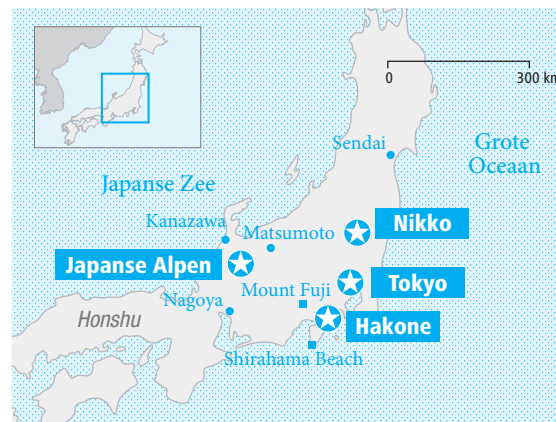 0
300 km
Sendai
Grote
Oceaan
Japanse Zee
Kanazawa
Matsumoto
Nikko
Japanse Alpen
Tokyo
Mount Fuji
Nagoya
Hakone
Honshu
Shirahama Beach